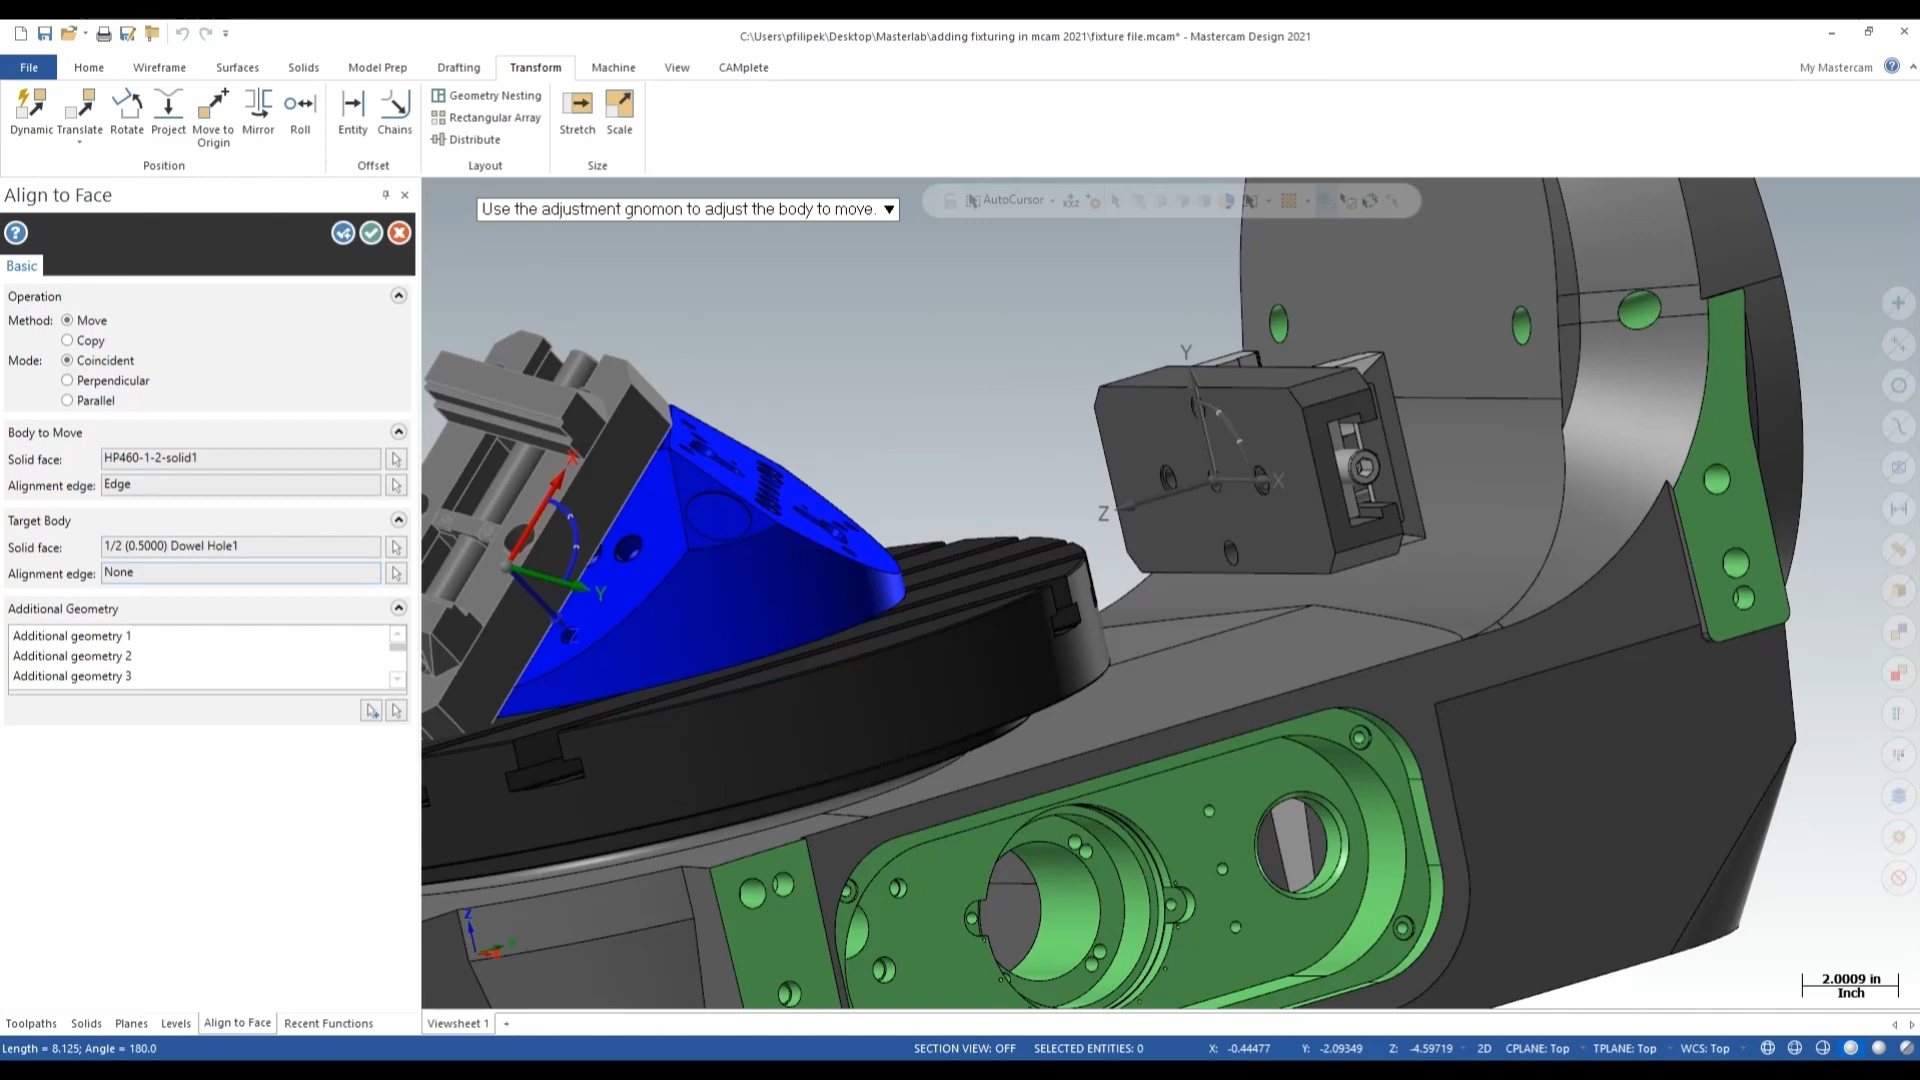 C:\Users\pfilipek\Desktop\Masterlab\adding fixturing in mcam 2021\fixture file.mcam* - Mastercam Design 2021
File Home Wireframe Surfaces Solids Model Prep Drafting Transform Machine View CAMplete My Mastercam
Dynamic Translate Rotate Project Move to Origin Mirror Roll
Position
Entity Chains
Offset
Geometry Nesting
Rectangular Array
Distribute
Layout
Stretch Scale
Size
Align to Face
Basic
Operation
Method: Move
Copy
Mode: Coincident
Perpendicular
Parallel
Body to Move
Solid face: HP460-1-2-solid1
Alignment edge: Edge
Target Body
Solid face: 1/2 (0.5000) Dowel Hole1
Alignment edge: None
Additional Geometry
Additional geometry 1
Additional geometry 2
Additional geometry 3
Use the adjustment gnomon to adjust the body to move.
AutoCursor
X
Y
Z
Y
X
Z
Z
2.0009 in
Inch
Toolpaths Solids Planes Levels Align to Face Recent Functions
Viewsheet 1 +
Length = 8.125; Angle = 180.0
SECTION VIEW: OFF SELECTED ENTITIES: 0 X: -0.44477 Y: -2.09349 Z: -4.59719 2D CPLANE: Top TPLANE: Top WCS: Top